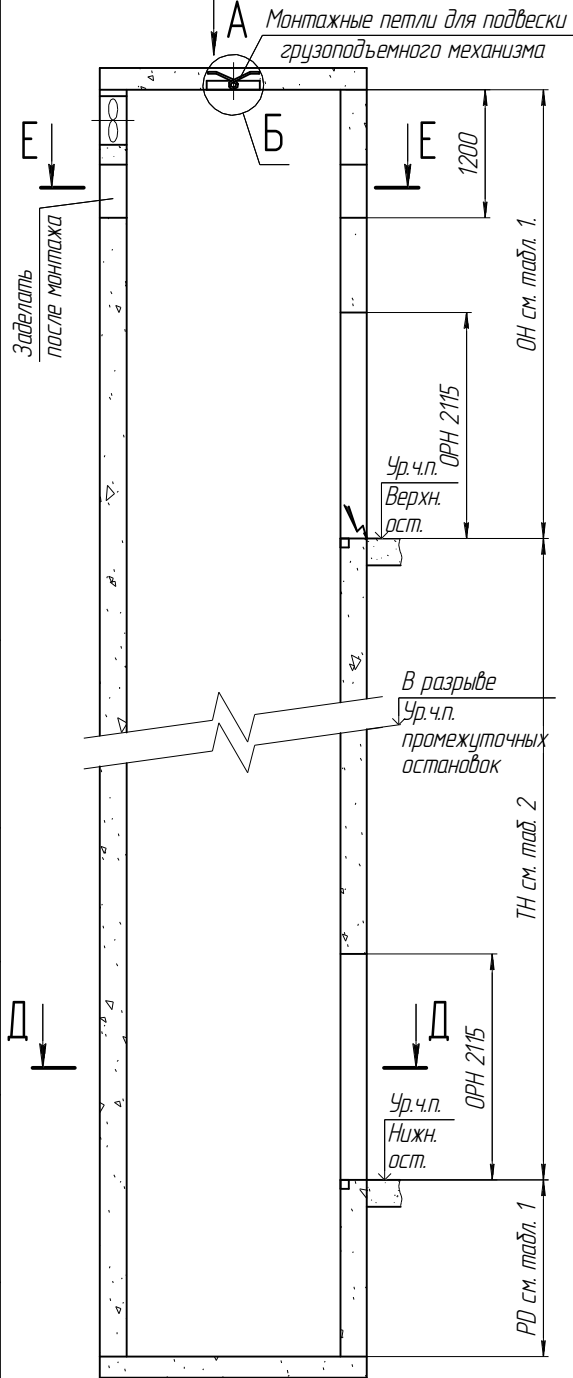 А
Монтажные петли для подвески
грузоподъемного механизма
Б
Е
Е
1200
Заделать
после монтажа
ОН см. табл. 1.
ОРН 2115
Ур.ч.п.
Верхн.
ост.
В разрыве
Ур.ч.п.
промежуточных
остановок
ТН см. таб. 2
Д
Д
ОРН 2115
Ур.ч.п.
Нижн.
ост.
PD см. табл. 1